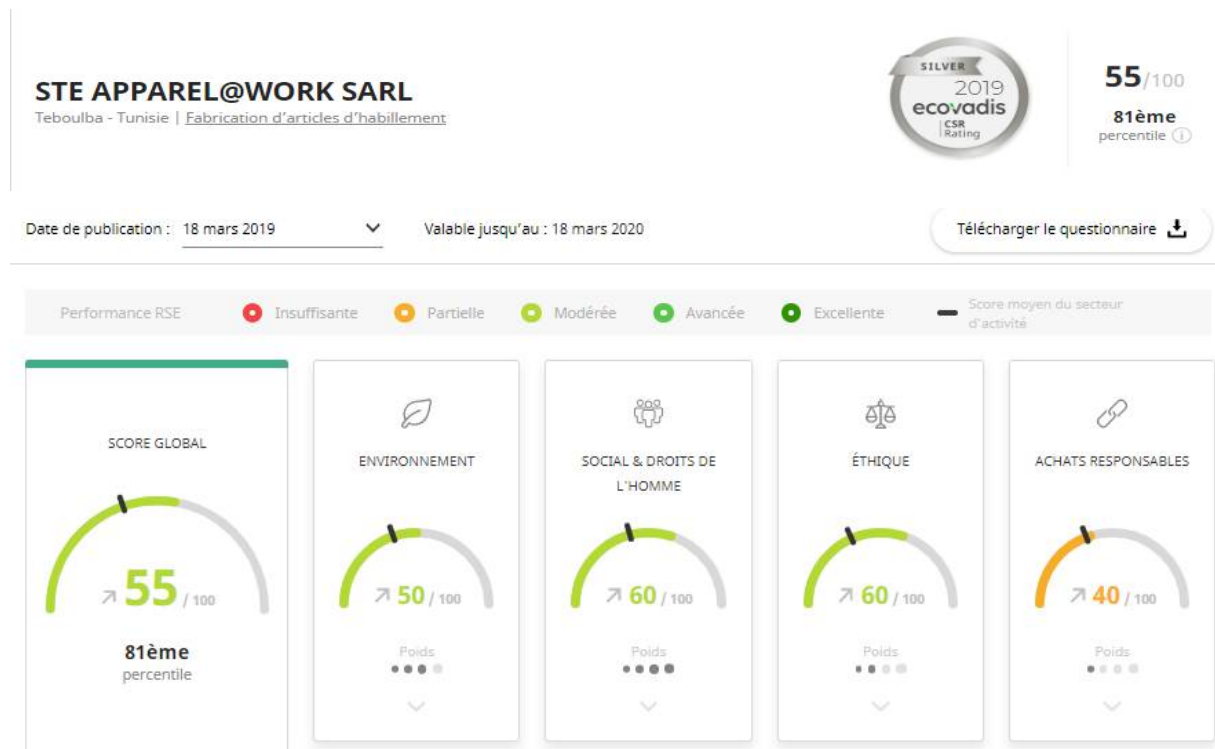 STE APPAREL@WORK SARL
Teboulba - Tunisie | Fabrication d'articles d'habillement
SILVER
2019
ecovadis
CSR
Rating
55/100
81ème
percentile
Date de publication : 18 mars 2019
Valable jusqu'au : 18 mars 2020
Télécharger le questionnaire
Performance RSE
Insuffisante
Partielle
Modérée
Avancée
Excellente
Score moyen du secteur
d'activité
SCORE GLOBAL
55 / 100
81ème
percentile
ENVIRONNEMENT
50 / 100
Poids
SOCIAL & DROITS DE
L'HOMME
60 / 100
Poids
ÉTHIQUE
60 / 100
Poids
ACHATS RESPONSABLES
40 / 100
Poids